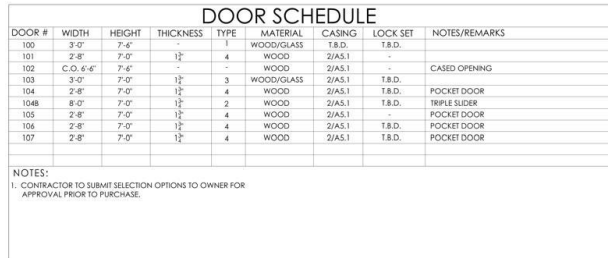 DOOR SCHEDULE
DOOR # WIDTH HEIGHT THICKNESS TYPE MATERIAL CASING LOCK SET NOTES/REMARKS
100 3'-0" 7'-6" - 1 WOOD/GLASS T.B.D. T.B.D.
101 2'-8" 7'-0" 1¾" 4 WOOD 2/A5.1 -
102 C.O. 6'-6" 7'-6" - - WOOD 2/A5.1 - CASED OPENING
103 3'-0" 7'-0" 1¾" 3 WOOD/GLASS 2/A5.1 T.B.D.
104 2'-8" 7'-0" 1¾" 4 WOOD 2/A5.1 T.B.D. POCKET DOOR
104B 8'-0" 7'-0" 1¾" 2 WOOD 2/A5.1 T.B.D. TRIPLE SLIDER
105 2'-8" 7'-0" 1¾" 4 WOOD 2/A5.1 - POCKET DOOR
106 2'-8" 7'-0" 1¾" 4 WOOD 2/A5.1 T.B.D. POCKET DOOR
107 2'-8" 7'-0" 1¾" 4 WOOD 2/A5.1 T.B.D. POCKET DOOR
NOTES:
1. CONTRACTOR TO SUBMIT SELECTION OPTIONS TO OWNER FOR
APPROVAL PRIOR TO PURCHASE.